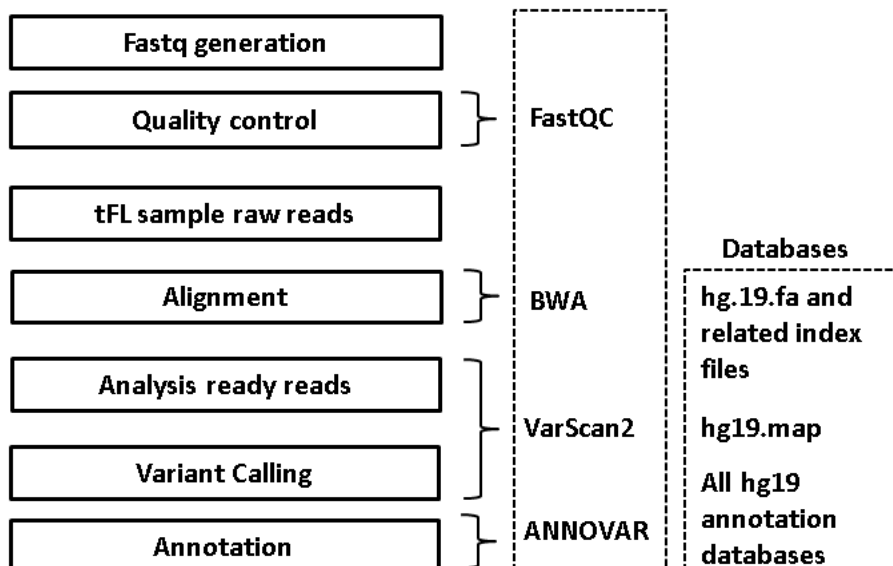 Fastq generation
Quality control
tFL sample raw reads
Alignment
Analysis ready reads
Variant Calling
Annotation
FastQC
BWA
VarScan2
ANNOVAR
Databases
hg.19.fa and
related index
files
hg19.map
All hg19
annotation
databases